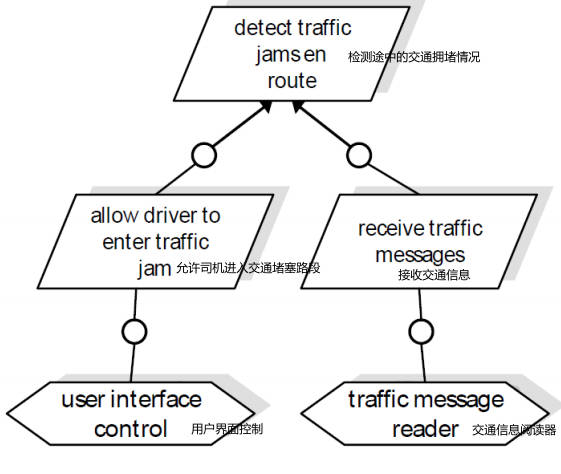 detect traffic
jams en
route
检测途中的交通拥堵情况
allow driver to
enter traffic
jam
允许司机进入交通堵塞路段
receive traffic
messages
接收交通信息
user interface
control
用户界面控制
traffic message
reader
交通信息阅读器